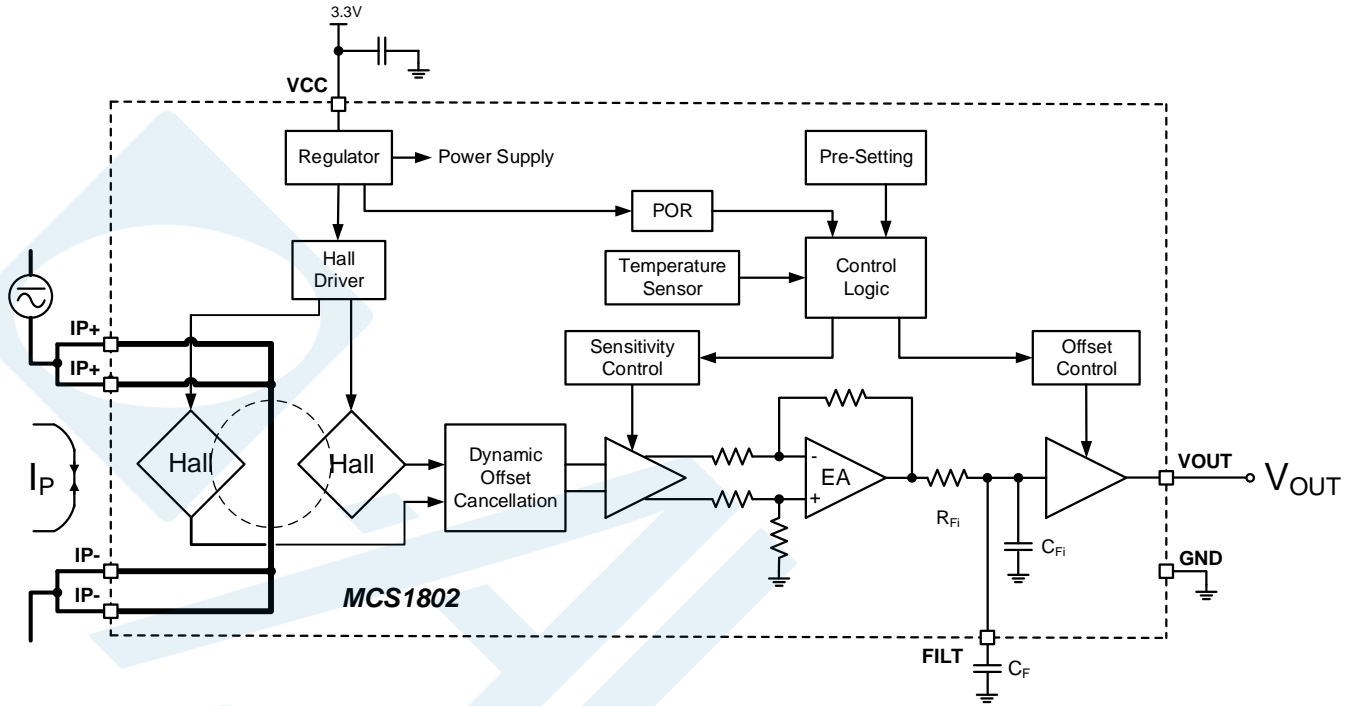 3.3V
VCC
Regulator
Power Supply
Pre-Setting
POR
Hall
Driver
Temperature
Sensor
Control
Logic
IP+
IP+
Sensitivity
Control
Offset
Control
Hall
Hall
Dynamic
Offset
Cancellation
-
EA
+
VOUT
VOUT
IP
RFi
CFi
IP-
IP-
GND
MCS1802
FILT
CF